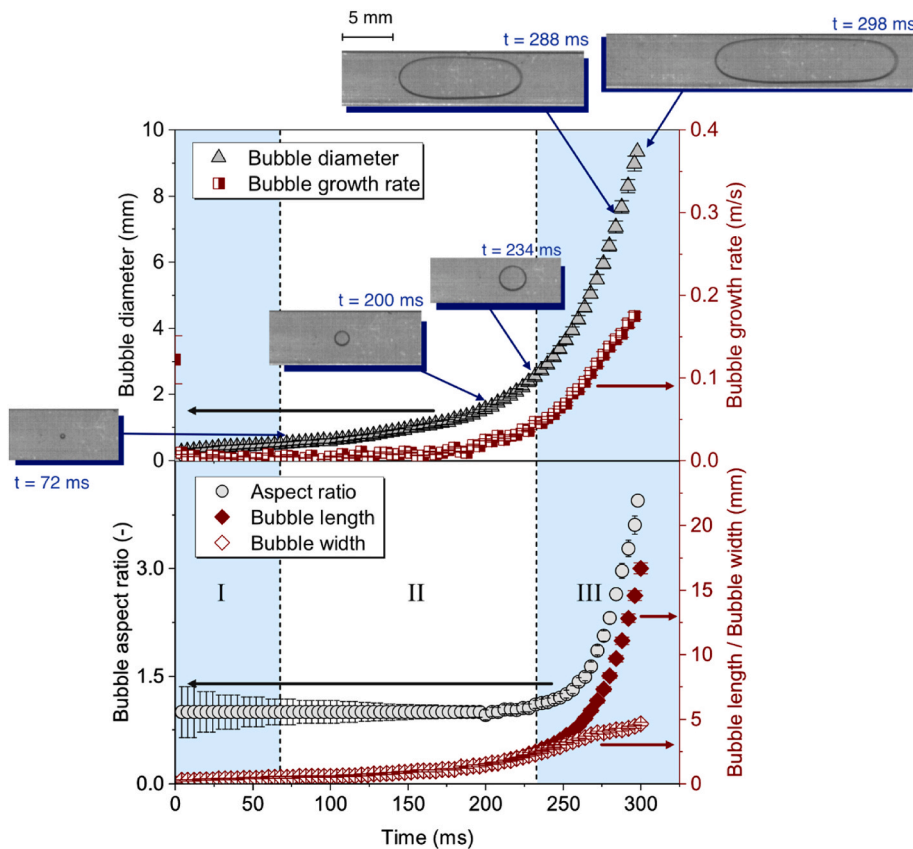 5 mm
t = 288 ms
t = 298 ms
10
8
6
4
2
0
Bubble diameter (mm)
Bubble diameter
Bubble growth rate
0.4
0.3
0.2
0.1
0.0
Bubble growth rate (m/s)
t = 234 ms
t = 200 ms
t = 72 ms
Aspect ratio
Bubble length
Bubble width
3.0
1.5
0.0
Bubble aspect ratio (-)
I
II
III
20
15
10
5
0
Bubble length / Bubble width (mm)
0
50
100
150
200
250
300
Time (ms)